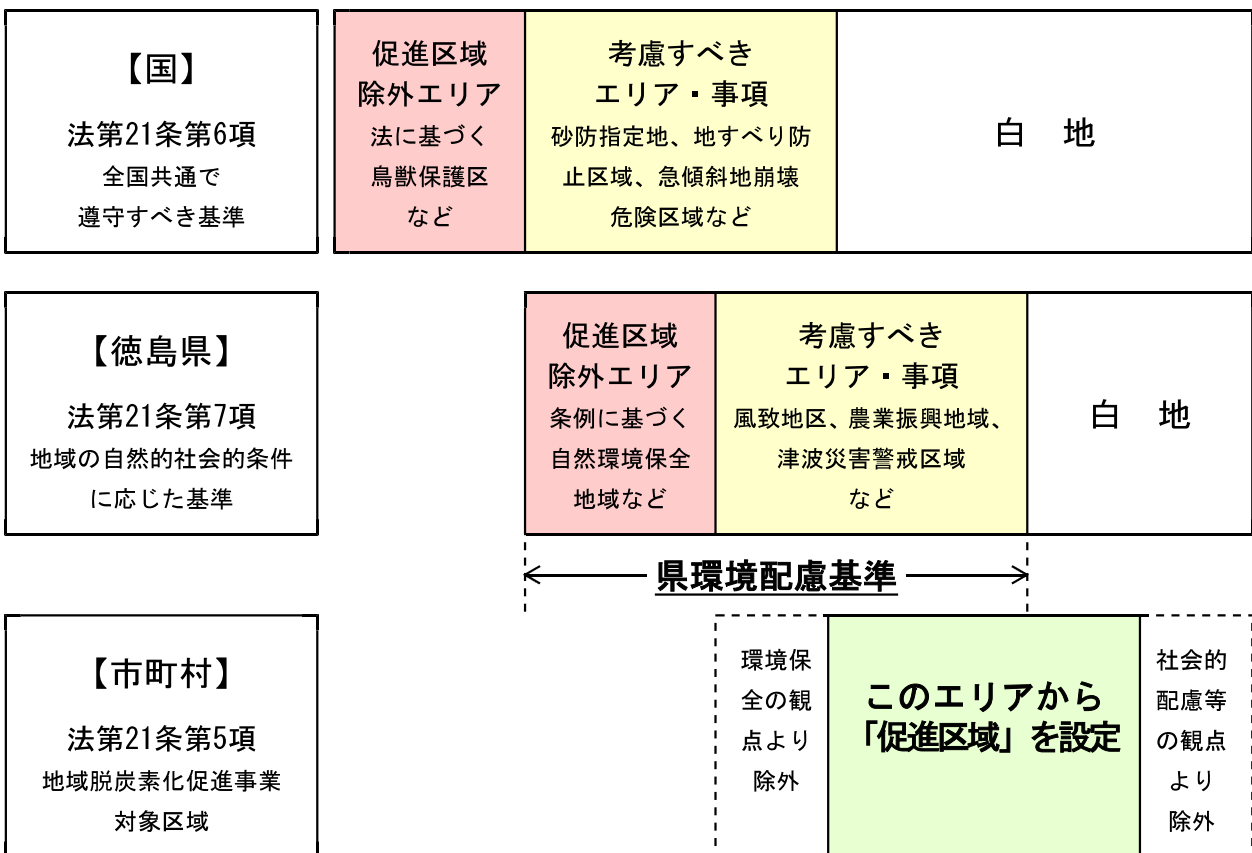 【国】
法第21条第6項
全国共通で
遵守すべき基準
促進区域
除外エリア
法に基づく
鳥獣保護区
など
考慮すべき
エリア・事項
砂防指定地、地すべり防
止区域、急傾斜地崩壊
危険区域など
白 地
【徳島県】
法第21条第7項
地域の自然的社会的条件
に応じた基準
促進区域
除外エリア
条例に基づく
自然環境保全
地域など
考慮すべき
エリア・事項
風致地区、農業振興地域、
津波災害警戒区域
など
白 地
県環境配慮基準
【市町村】
法第21条第5項
地域脱炭素化促進事業
対象区域
環境保
全の観
点より
除外
このエリアから
「促進区域」を設定
社会的
配慮等
の観点
より
除外